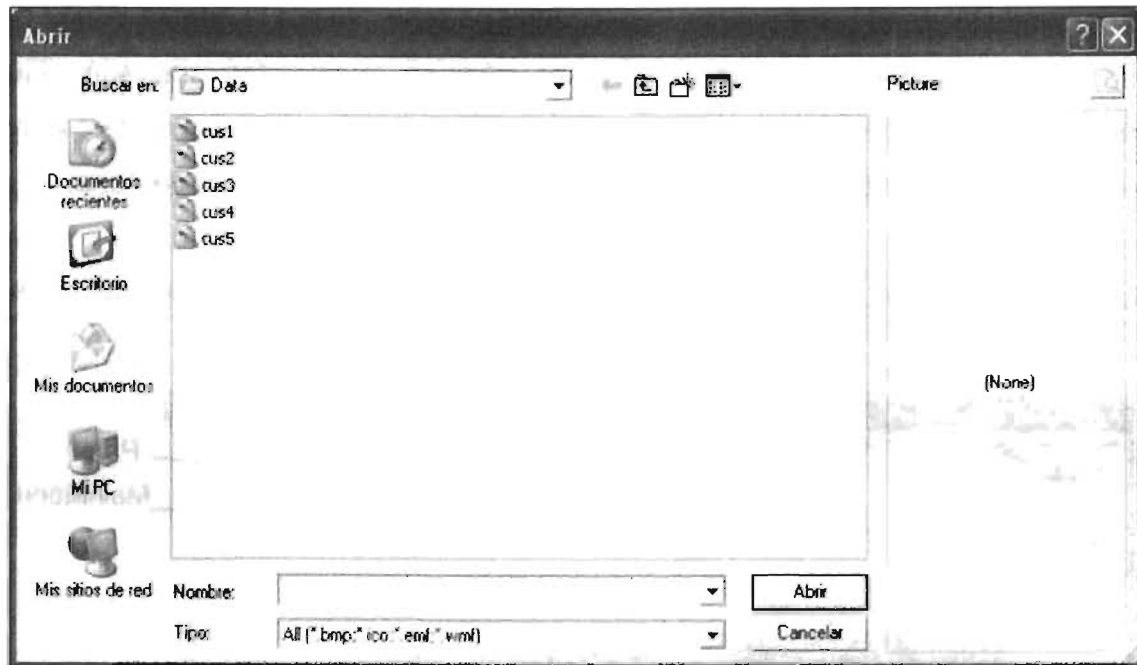 Abrir
Buscar en:
Data
Picture
cus1
cus2
cus3
cus4
cus5
Documentos
recientes
Escritorio
Mis documentos
Mi PC
Mis sitios de red
(None)
Nombre:
Abrir
Tipo:
All (*.bmp;*.ico;*.emf;*.wmf)
Cancelar